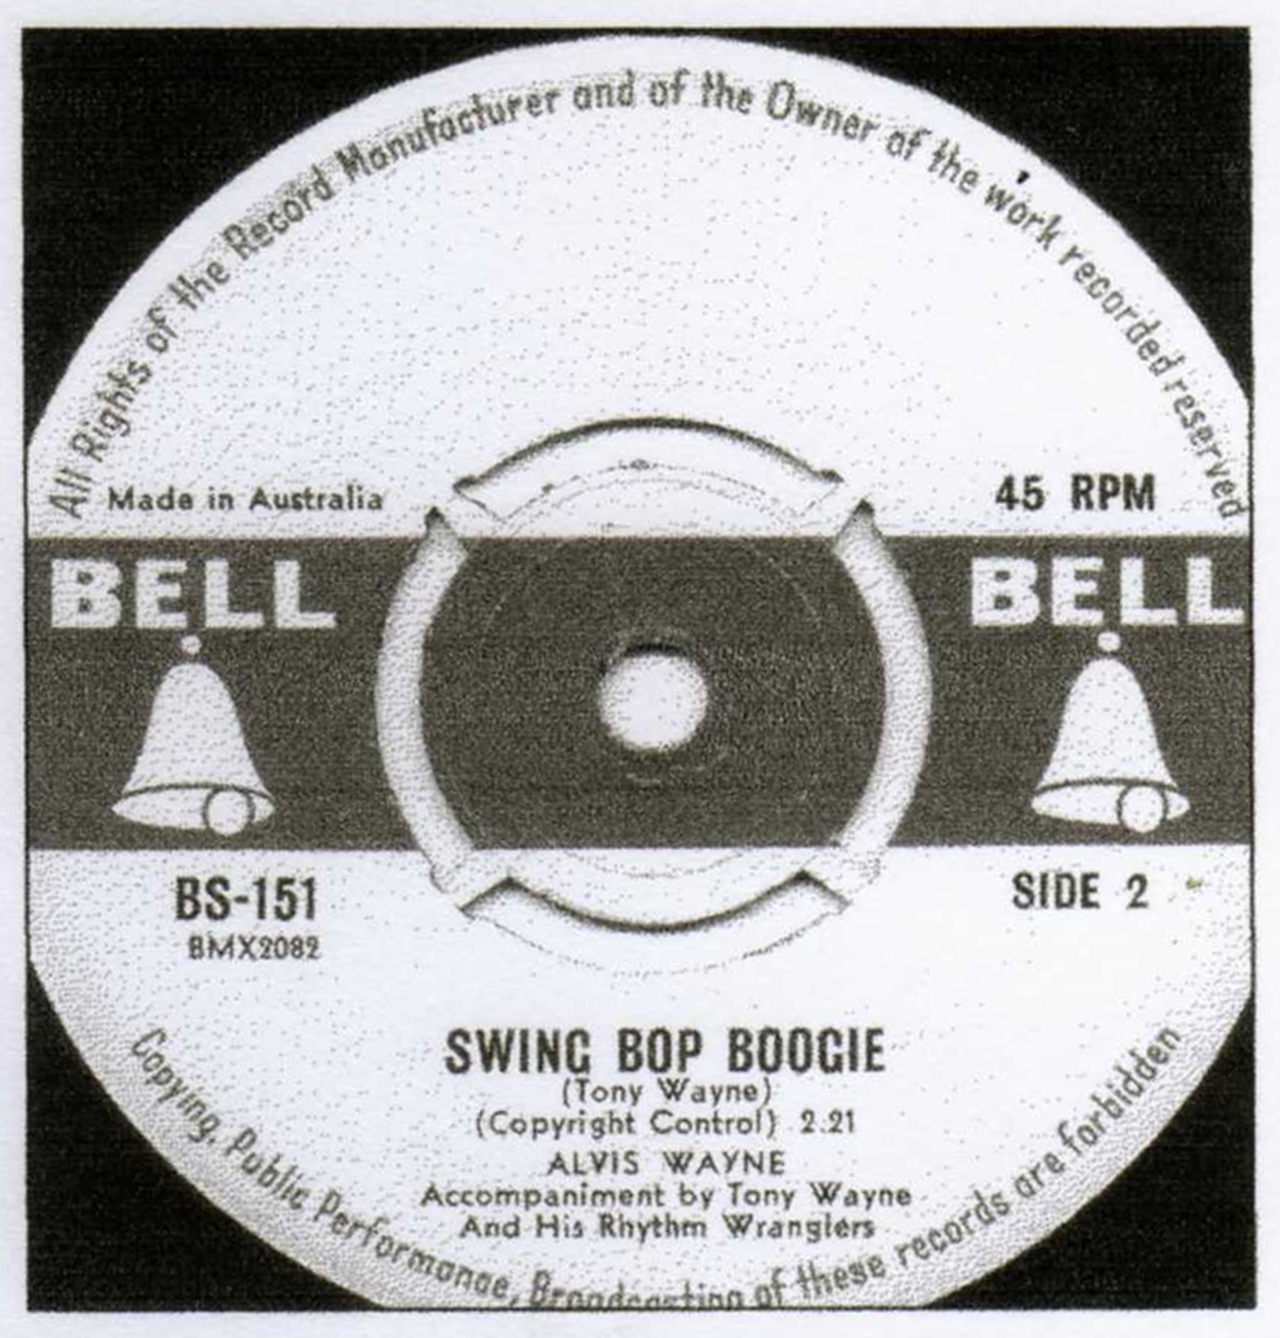 All Rights of the Record Manufacturer and of the Owner of the work recorded reserved
Made in Australia
45 RPM
BELL
BELL
BS-151
BMX2082
SIDE 2
SWING BOP BOOGIE
(Tony Wayne)
(Copyright Control) 2.21
ALVIS WAYNE
Accompaniment by Tony Wayne
And His Rhythm Wranglers
Copying, Public Performance, Broadcasting of these records are forbidden